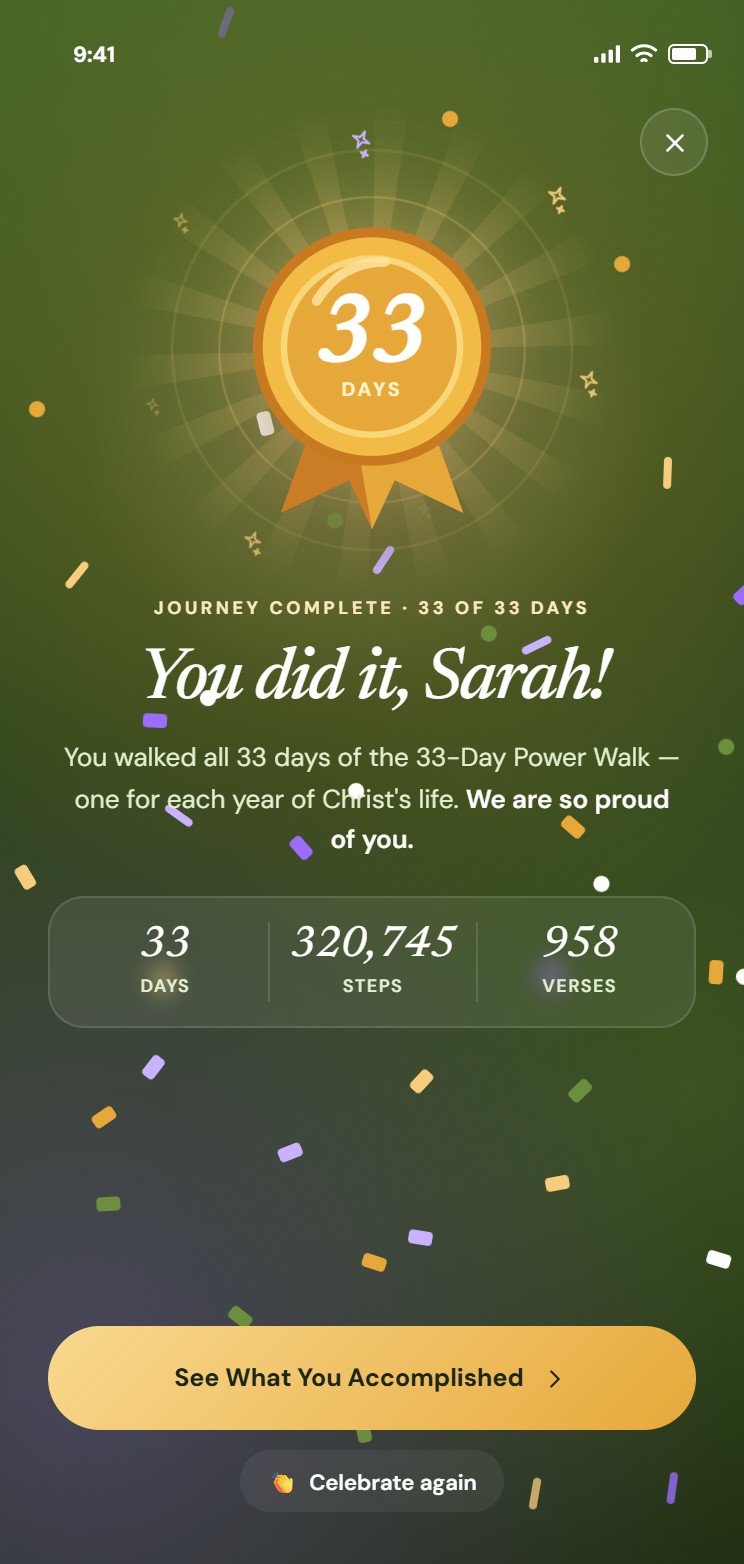 9:41
33
DAYS
JOURNEY COMPLETE · 33 OF 33 DAYS
You did it, Sarah!
You walked all 33 days of the 33-Day Power Walk —
one for each year of Christ's life. We are so proud
of you.
33 320,745 958
DAYS STEPS VERSES
See What You Accomplished
Celebrate again